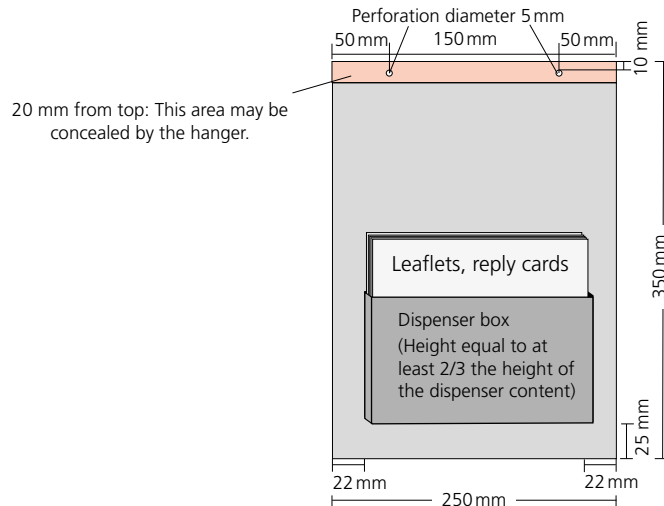 Perforation diameter 5 mm
50 mm 150 mm 50 mm
10 mm
20 mm from top: This area may be
concealed by the hanger.
Leaflets, reply cards
350 mm
Dispenser box
(Height equal to at
least 2/3 the height of
the dispenser content)
25 mm
22 mm 22 mm
250 mm